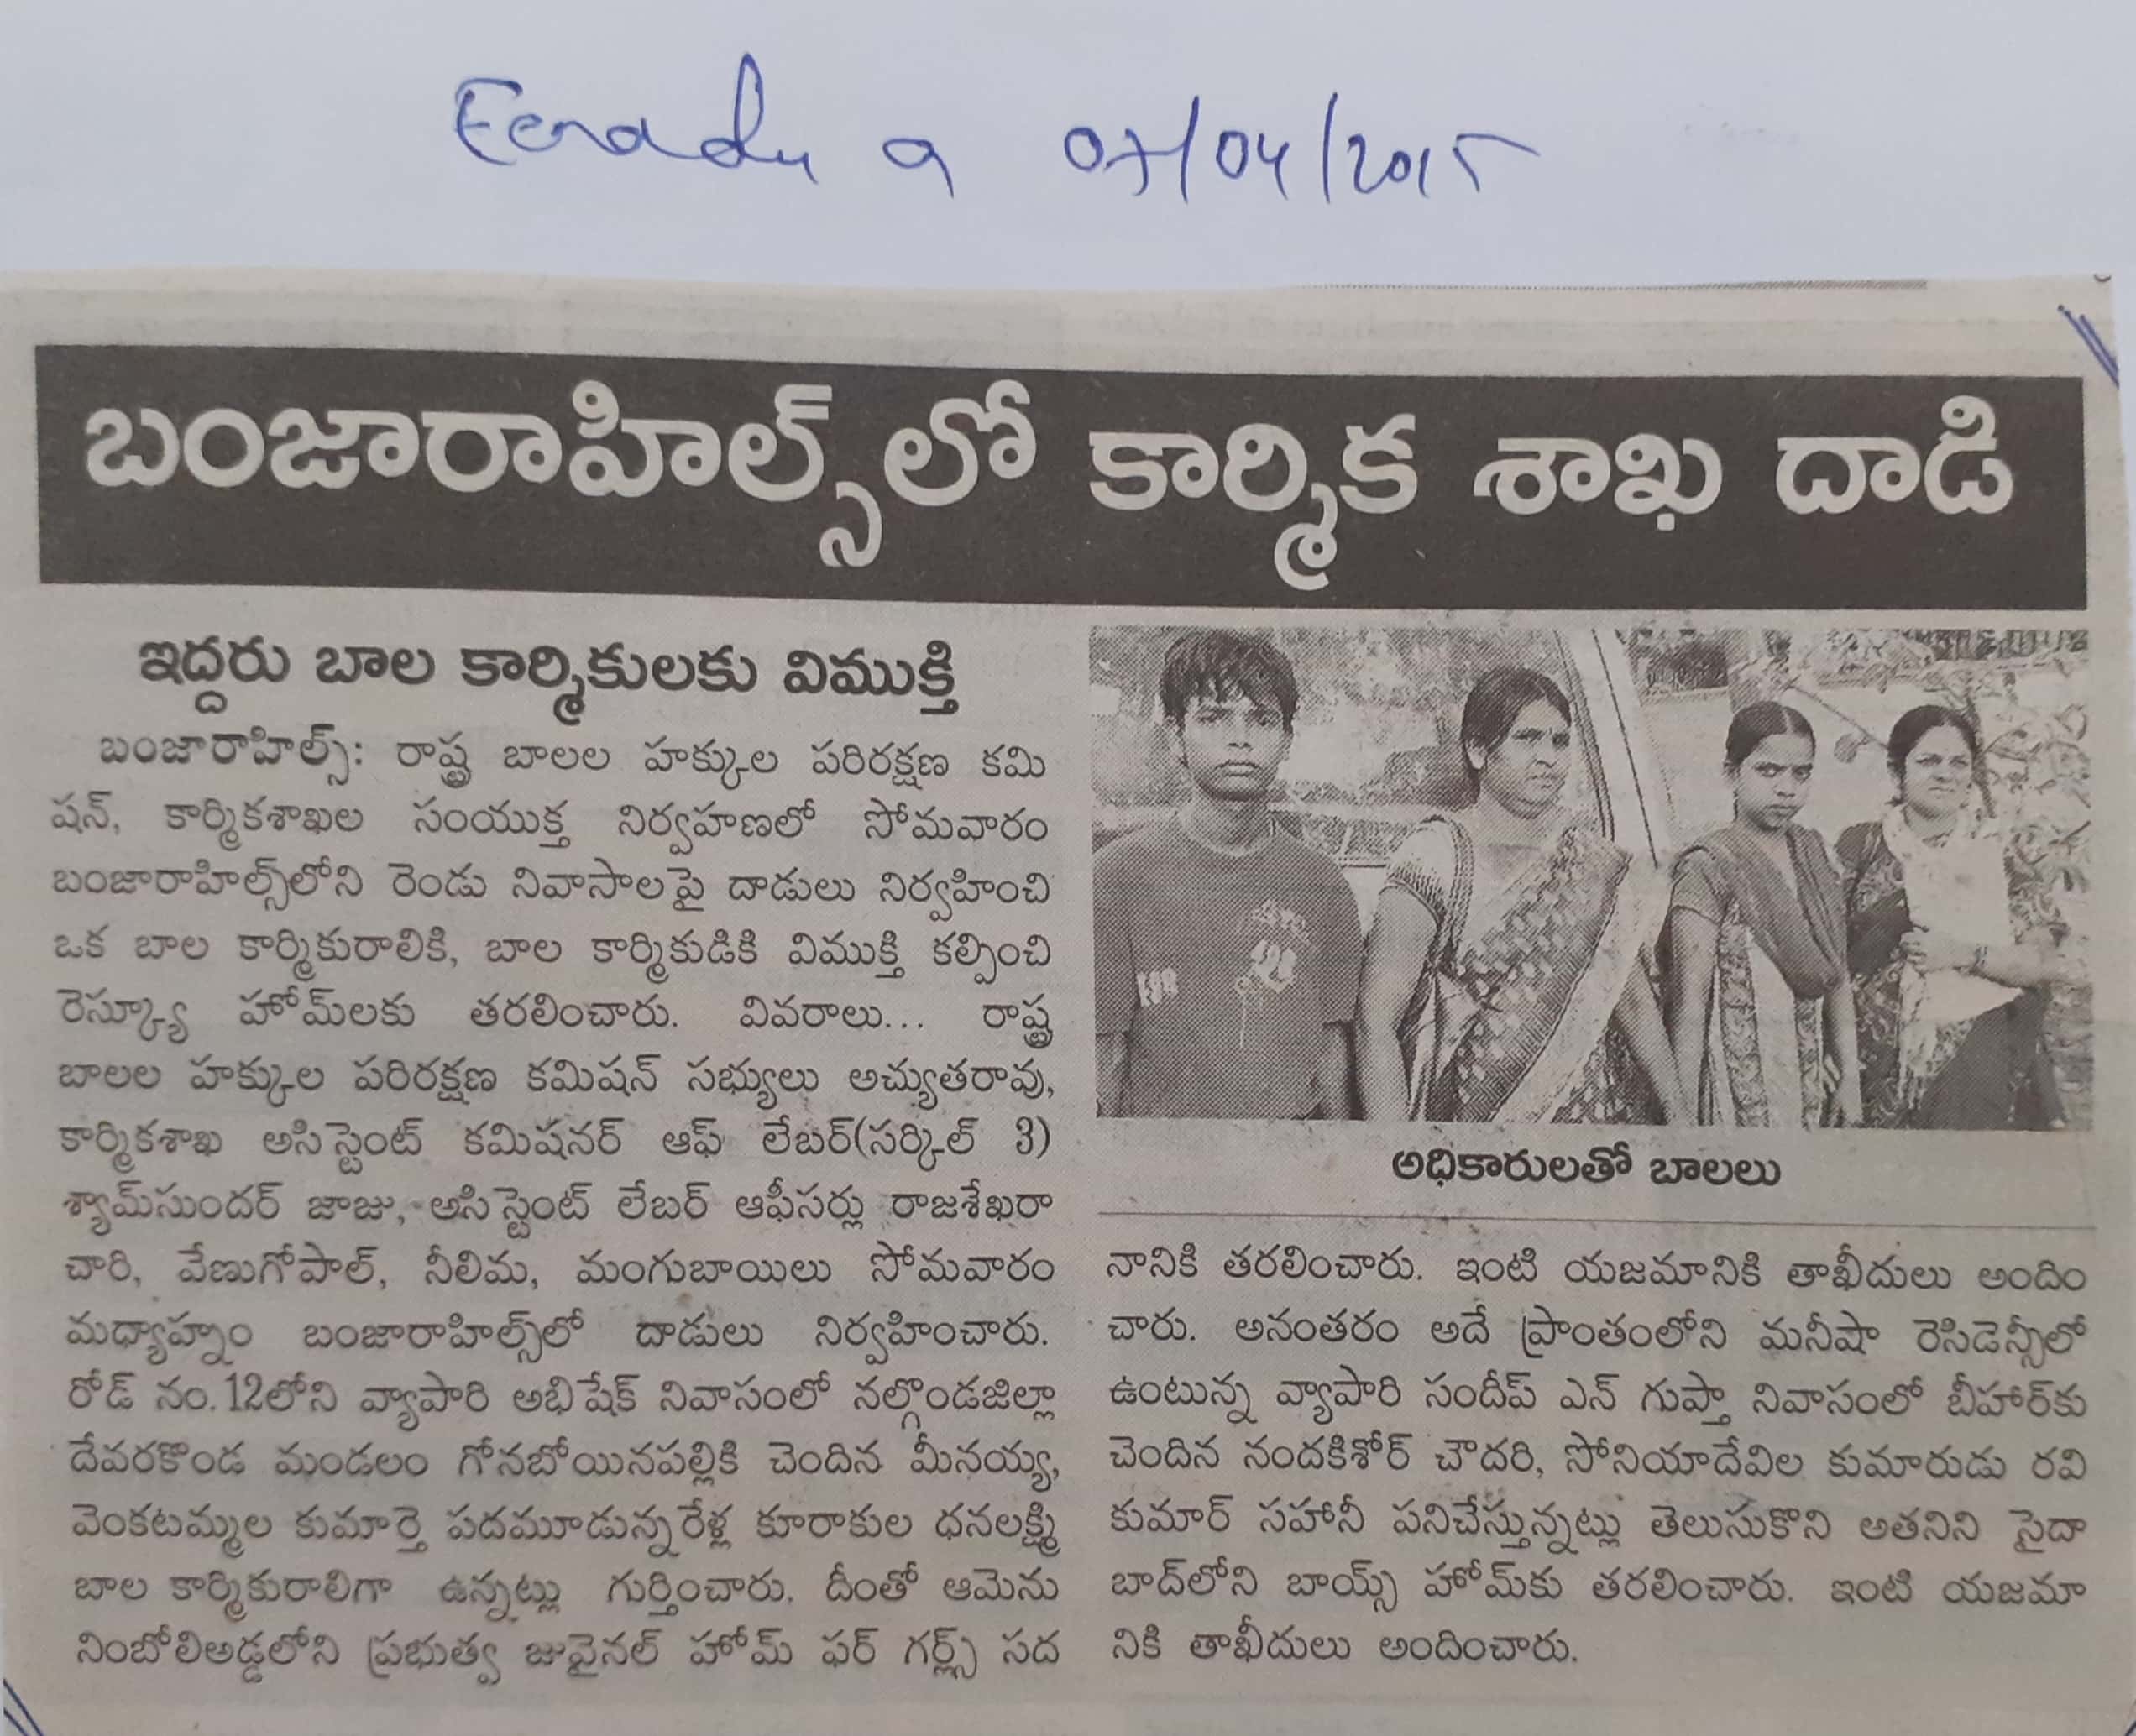 Eenadu 9 07/04/2015
బంజారాహిల్స్‌లో కార్మిక శాఖ దాడి
ఇద్దరు బాల కార్మికులకు విముక్తి
బంజారాహిల్స్: రాష్ట్ర బాలల హక్కుల పరిరక్షణ కమి
షన్, కార్మికశాఖల సంయుక్త నిర్వహణలో సోమవారం
బంజారాహిల్స్‌లోని రెండు నివాసాలపై దాడులు నిర్వహించి
ఒక బాల కార్మికురాలికి, బాల కార్మికుడికి విముక్తి కల్పించి
రెస్క్యూ హోమ్‌లకు తరలించారు. వివరాలు... రాష్ట్ర
బాలల హక్కుల పరిరక్షణ కమిషన్ సభ్యులు అచ్యుతరావు,
కార్మికశాఖ అసిస్టెంట్ కమిషనర్ ఆఫ్ లేబర్(సర్కిల్ 3)
శ్యామ్‌సుందర్ జాజు, అసిస్టెంట్ లేబర్ ఆఫీసర్లు రాజశేఖరా
చారి, వేణుగోపాల్, నీలిమ, మంగుబాయిలు సోమవారం
మధ్యాహ్నం బంజారాహిల్స్‌లో దాడులు నిర్వహించారు.
రోడ్ నం.12లోని వ్యాపారి అభిషేక్ నివాసంలో నల్గొండజిల్లా
దేవరకొండ మండలం గోనబోయినపల్లికి చెందిన మీనయ్య,
వెంకటమ్మల కుమార్తె పదమూడున్నరేళ్ల కూరాకుల ధనలక్ష్మి
బాల కార్మికురాలిగా ఉన్నట్లు గుర్తించారు. దీంతో ఆమెను
నింబోలిఅడ్డలోని ప్రభుత్వ జువైనల్ హోమ్ ఫర్ గర్ల్స్ సద
అధికారులతో బాలలు
నానికి తరలించారు. ఇంటి యజమానికి తాఖీదులు అందిం
చారు. అనంతరం అదే ప్రాంతంలోని మనీషా రెసిడెన్సీలో
ఉంటున్న వ్యాపారి సందీప్ ఎన్ గుప్తా నివాసంలో బీహార్‌కు
చెందిన నందకిశోర్ చౌదరి, సోనియాదేవిల కుమారుడు రవి
కుమార్ సహానీ పనిచేస్తున్నట్లు తెలుసుకొని అతనిని సైదా
బాద్‌లోని బాయ్స్ హోమ్‌కు తరలించారు. ఇంటి యజమా
నికి తాఖీదులు అందించారు.